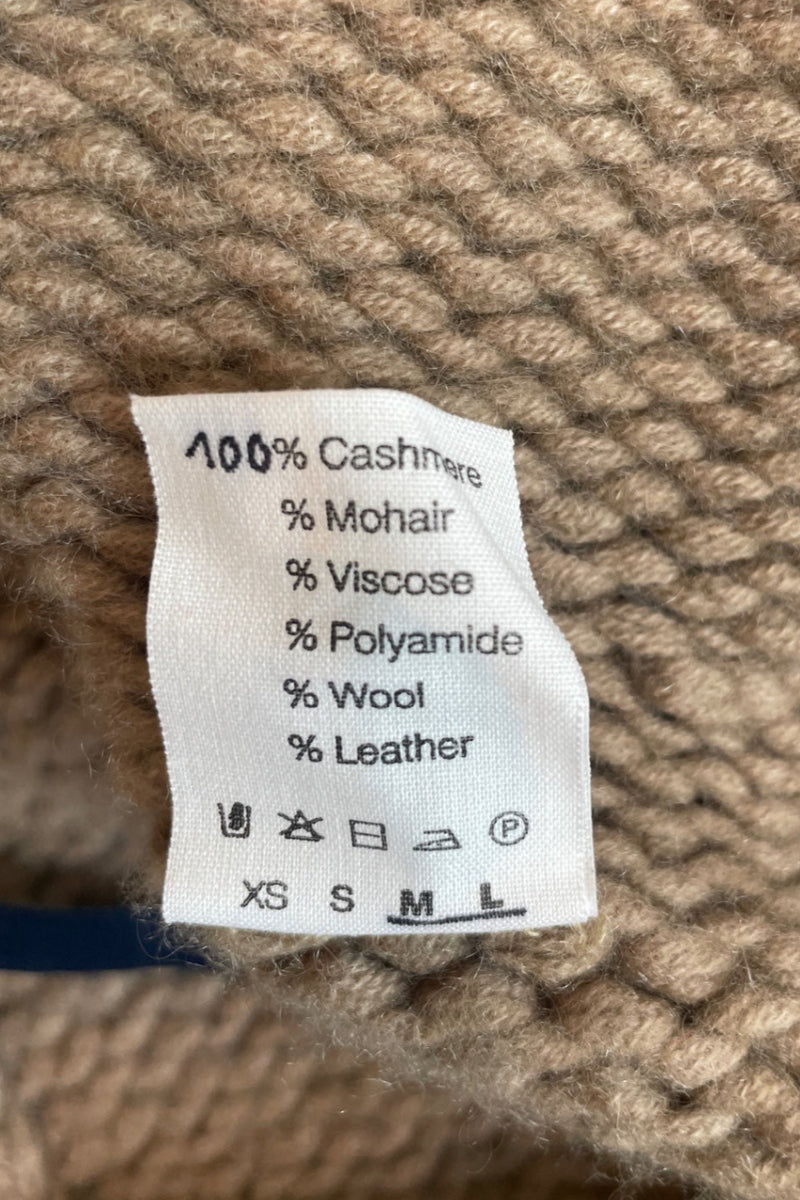 100% Cashmere
% Mohair
% Viscose
% Polyamide
% Wool
% Leather
P
XS S M L